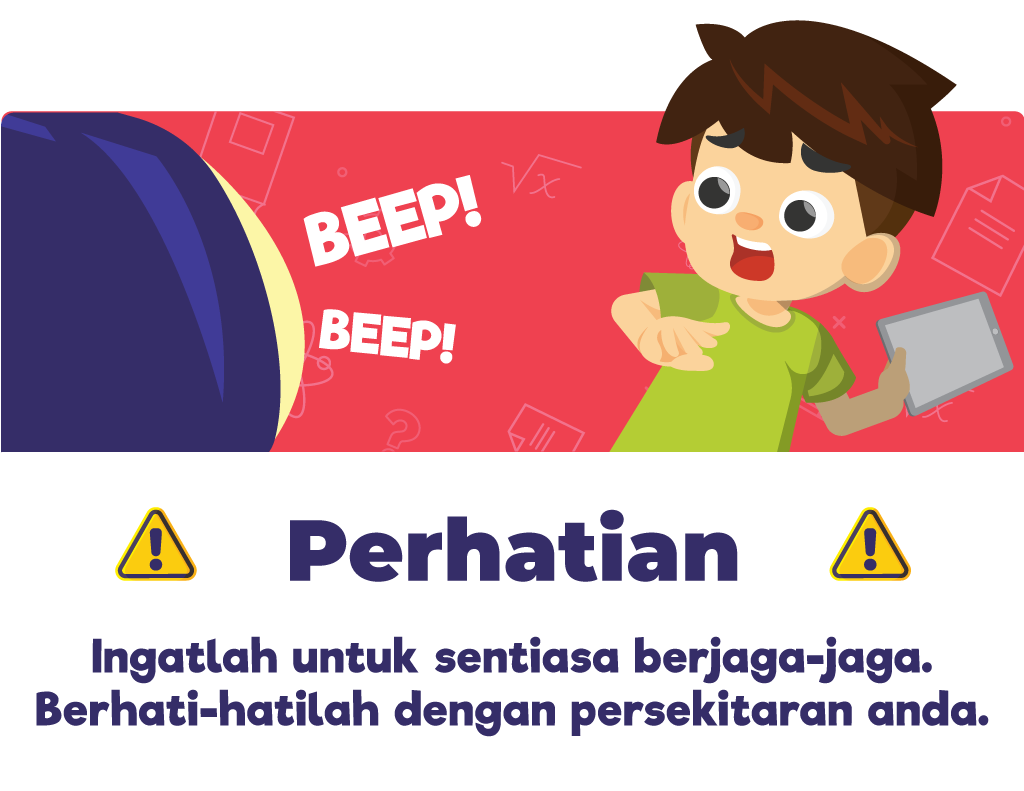 BEEP!
BEEP!
Perhatian
Ingatlah untuk sentiasa berjaga-jaga.
Berhati-hatilah dengan persekitaran anda.